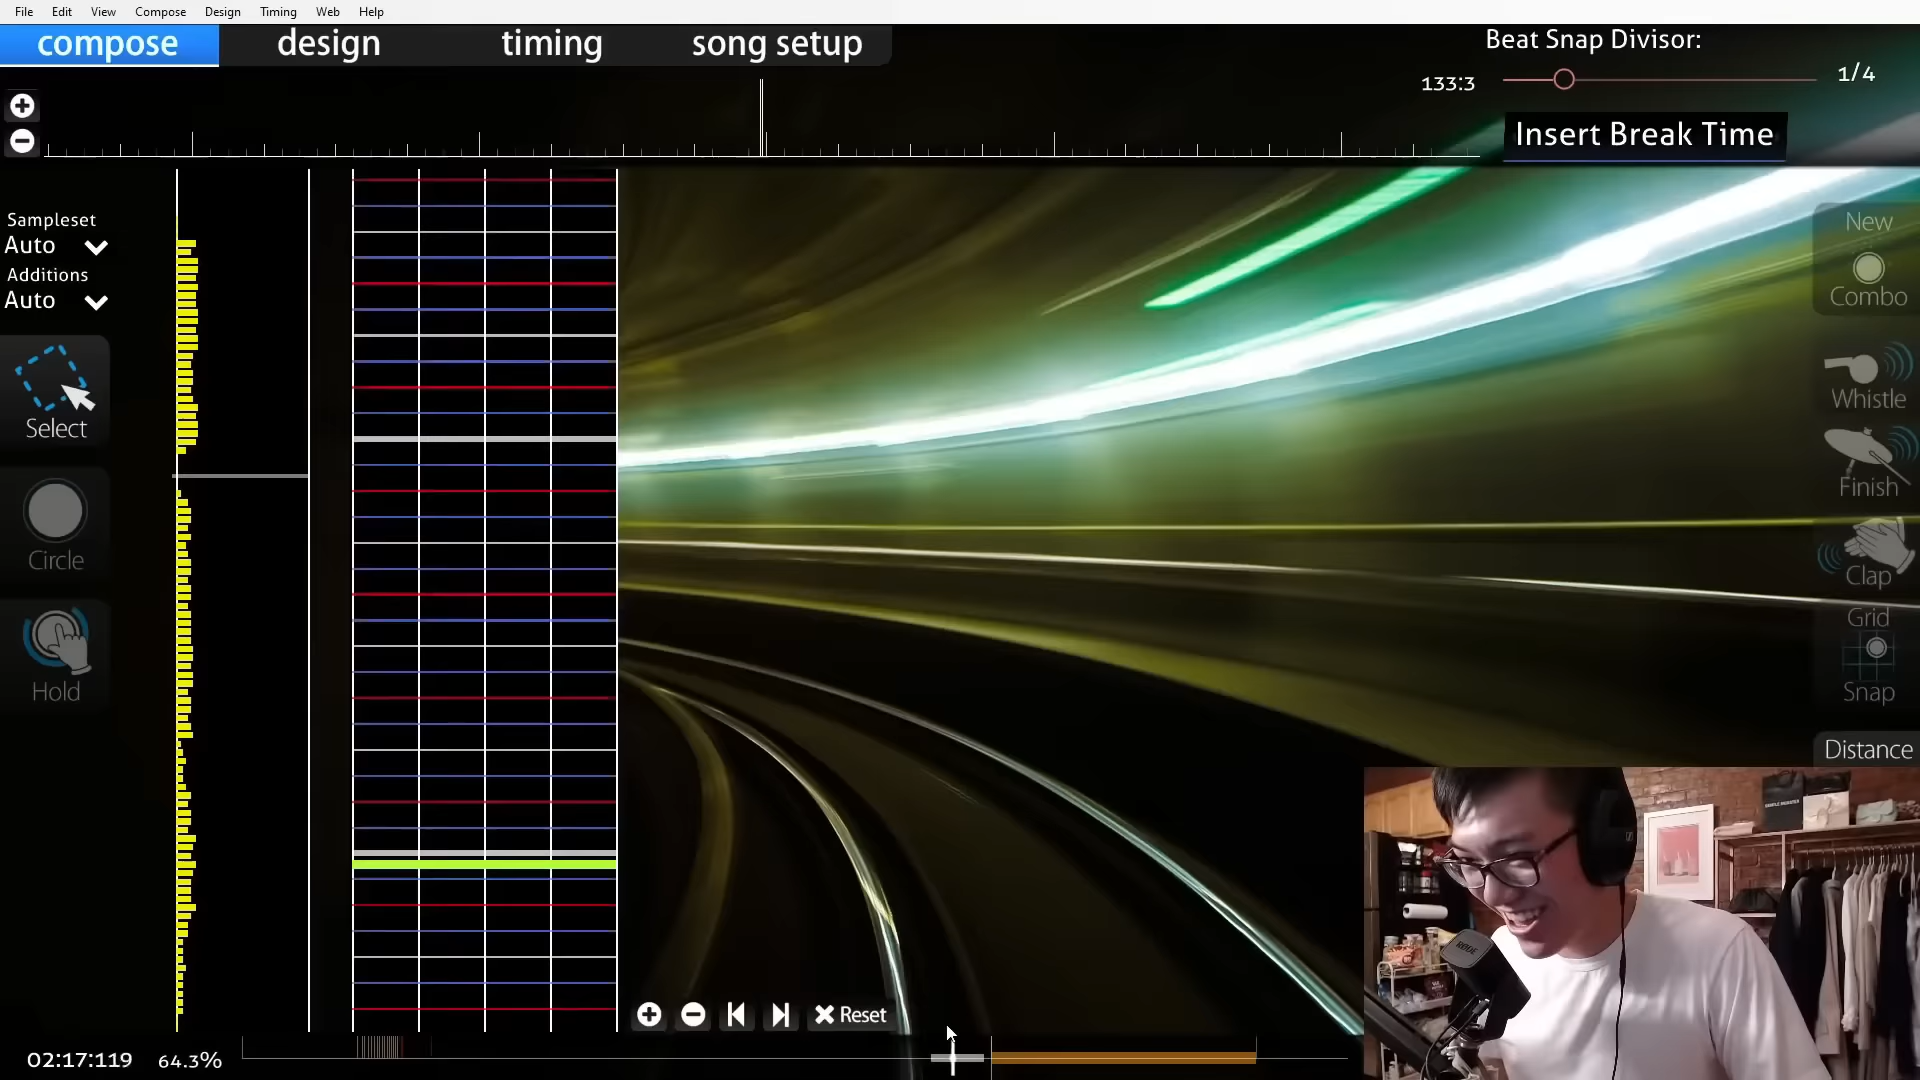 File Edit View Compose Design Timing Web Help
compose design timing song setup
Beat Snap Divisor:
133:3 1/4
Insert Break Time
Sampleset
Auto
Additions
Auto
Select
Circle
Hold
New
Combo
Whistle
Finish
Clap
Grid
Snap
Distance
RODE
Reset
02:17:119 64.3%